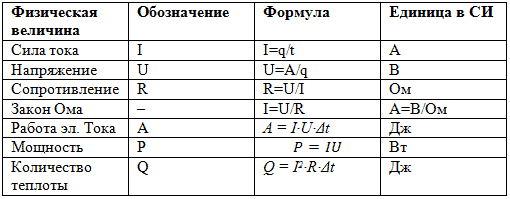 Физическая величина | Обозначение | Формула | Единица в СИ
Сила тока | I | I=q/t | А
Напряжение | U | U=A/q | В
Сопротивление | R | R=U/I | Ом
Закон Ома | – | I=U/R | А=В/Ом
Работа эл. Тока | А | A = I·U·Δt | Дж
Мощность | Р | P = IU | Вт
Количество теплоты | Q | Q = I²·R·Δt | Дж